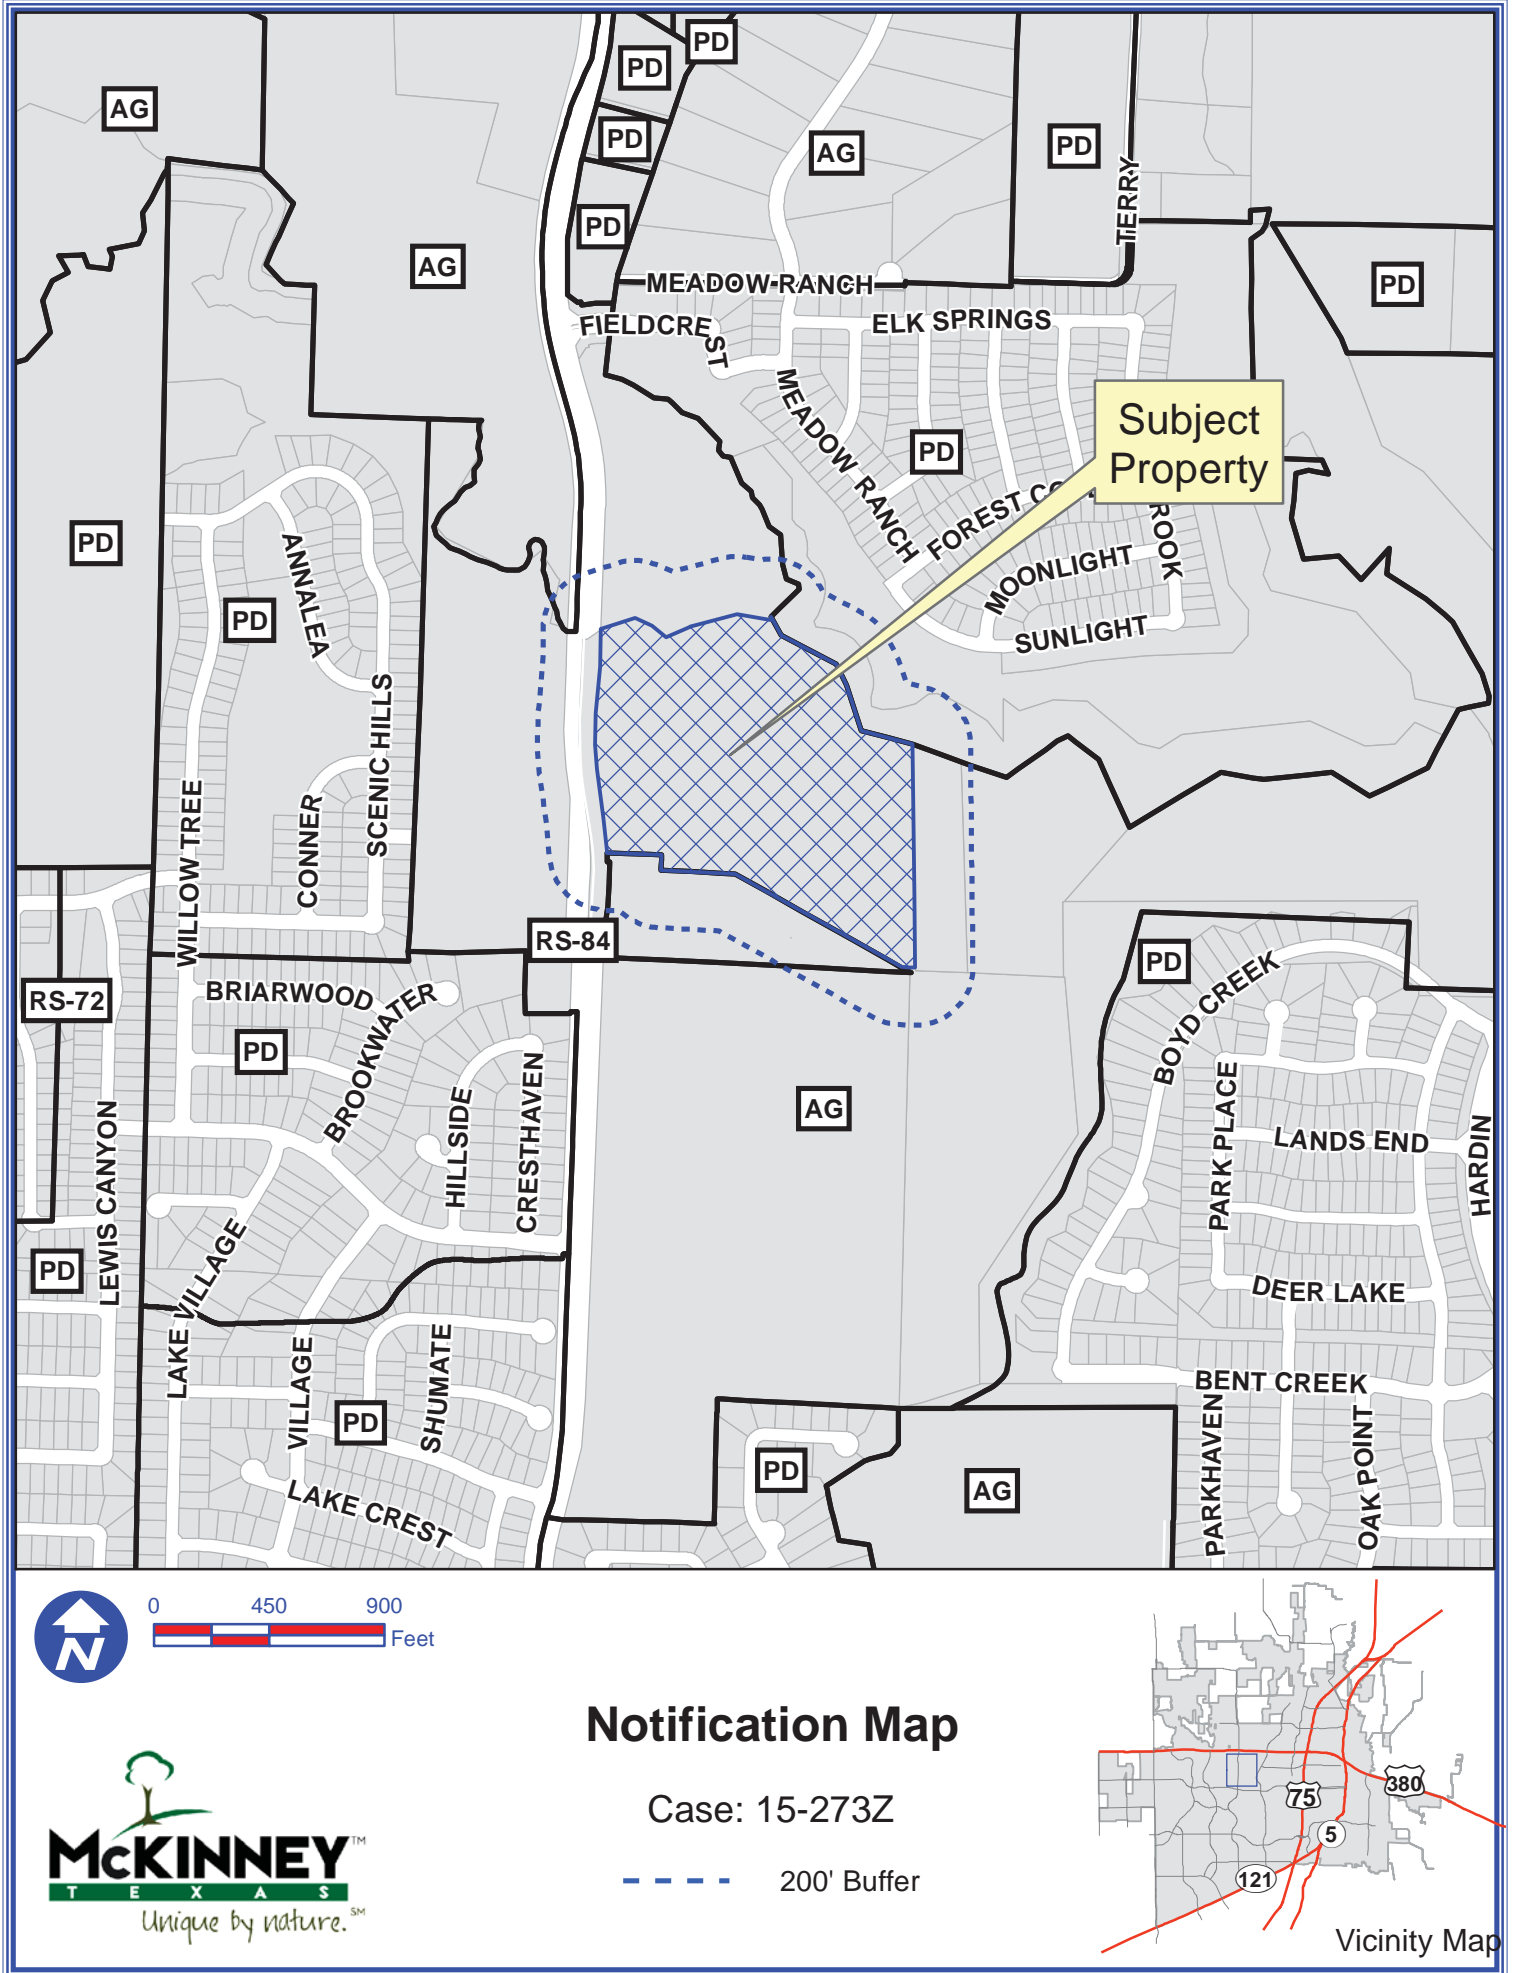 PD
PD
AG
PD
AG
PD
TERRY
PD
AG
MEADOW RANCH
PD
FIELDCREST
ELK SPRINGS
MEADOW RANCH
Subject
Property
PD
FOREST CO
ROOK
PD
ANNALEA
MOONLIGHT
PD
SUNLIGHT
SCENIC HILLS
WILLOW TREE
CONNER
RS-84
PD
BOYD CREEK
RS-72
BRIARWOOD
BROOKWATER
PD
HILLSIDE
CRESTHAVEN
AG
PARK PLACE
LANDS END
HARDIN
LEWIS CANYON
PD
LAKE VILLAGE
DEER LAKE
VILLAGE
SHUMATE
BENT CREEK
PD
PD
AG
PARKHAVEN
OAK POINT
LAKE CREST
N
0 450 900
Feet
Notification Map
Case: 15-273Z
200' Buffer
McKINNEY™
TEXAS
Unique by nature.℠
75
380
5
121
Vicinity Map